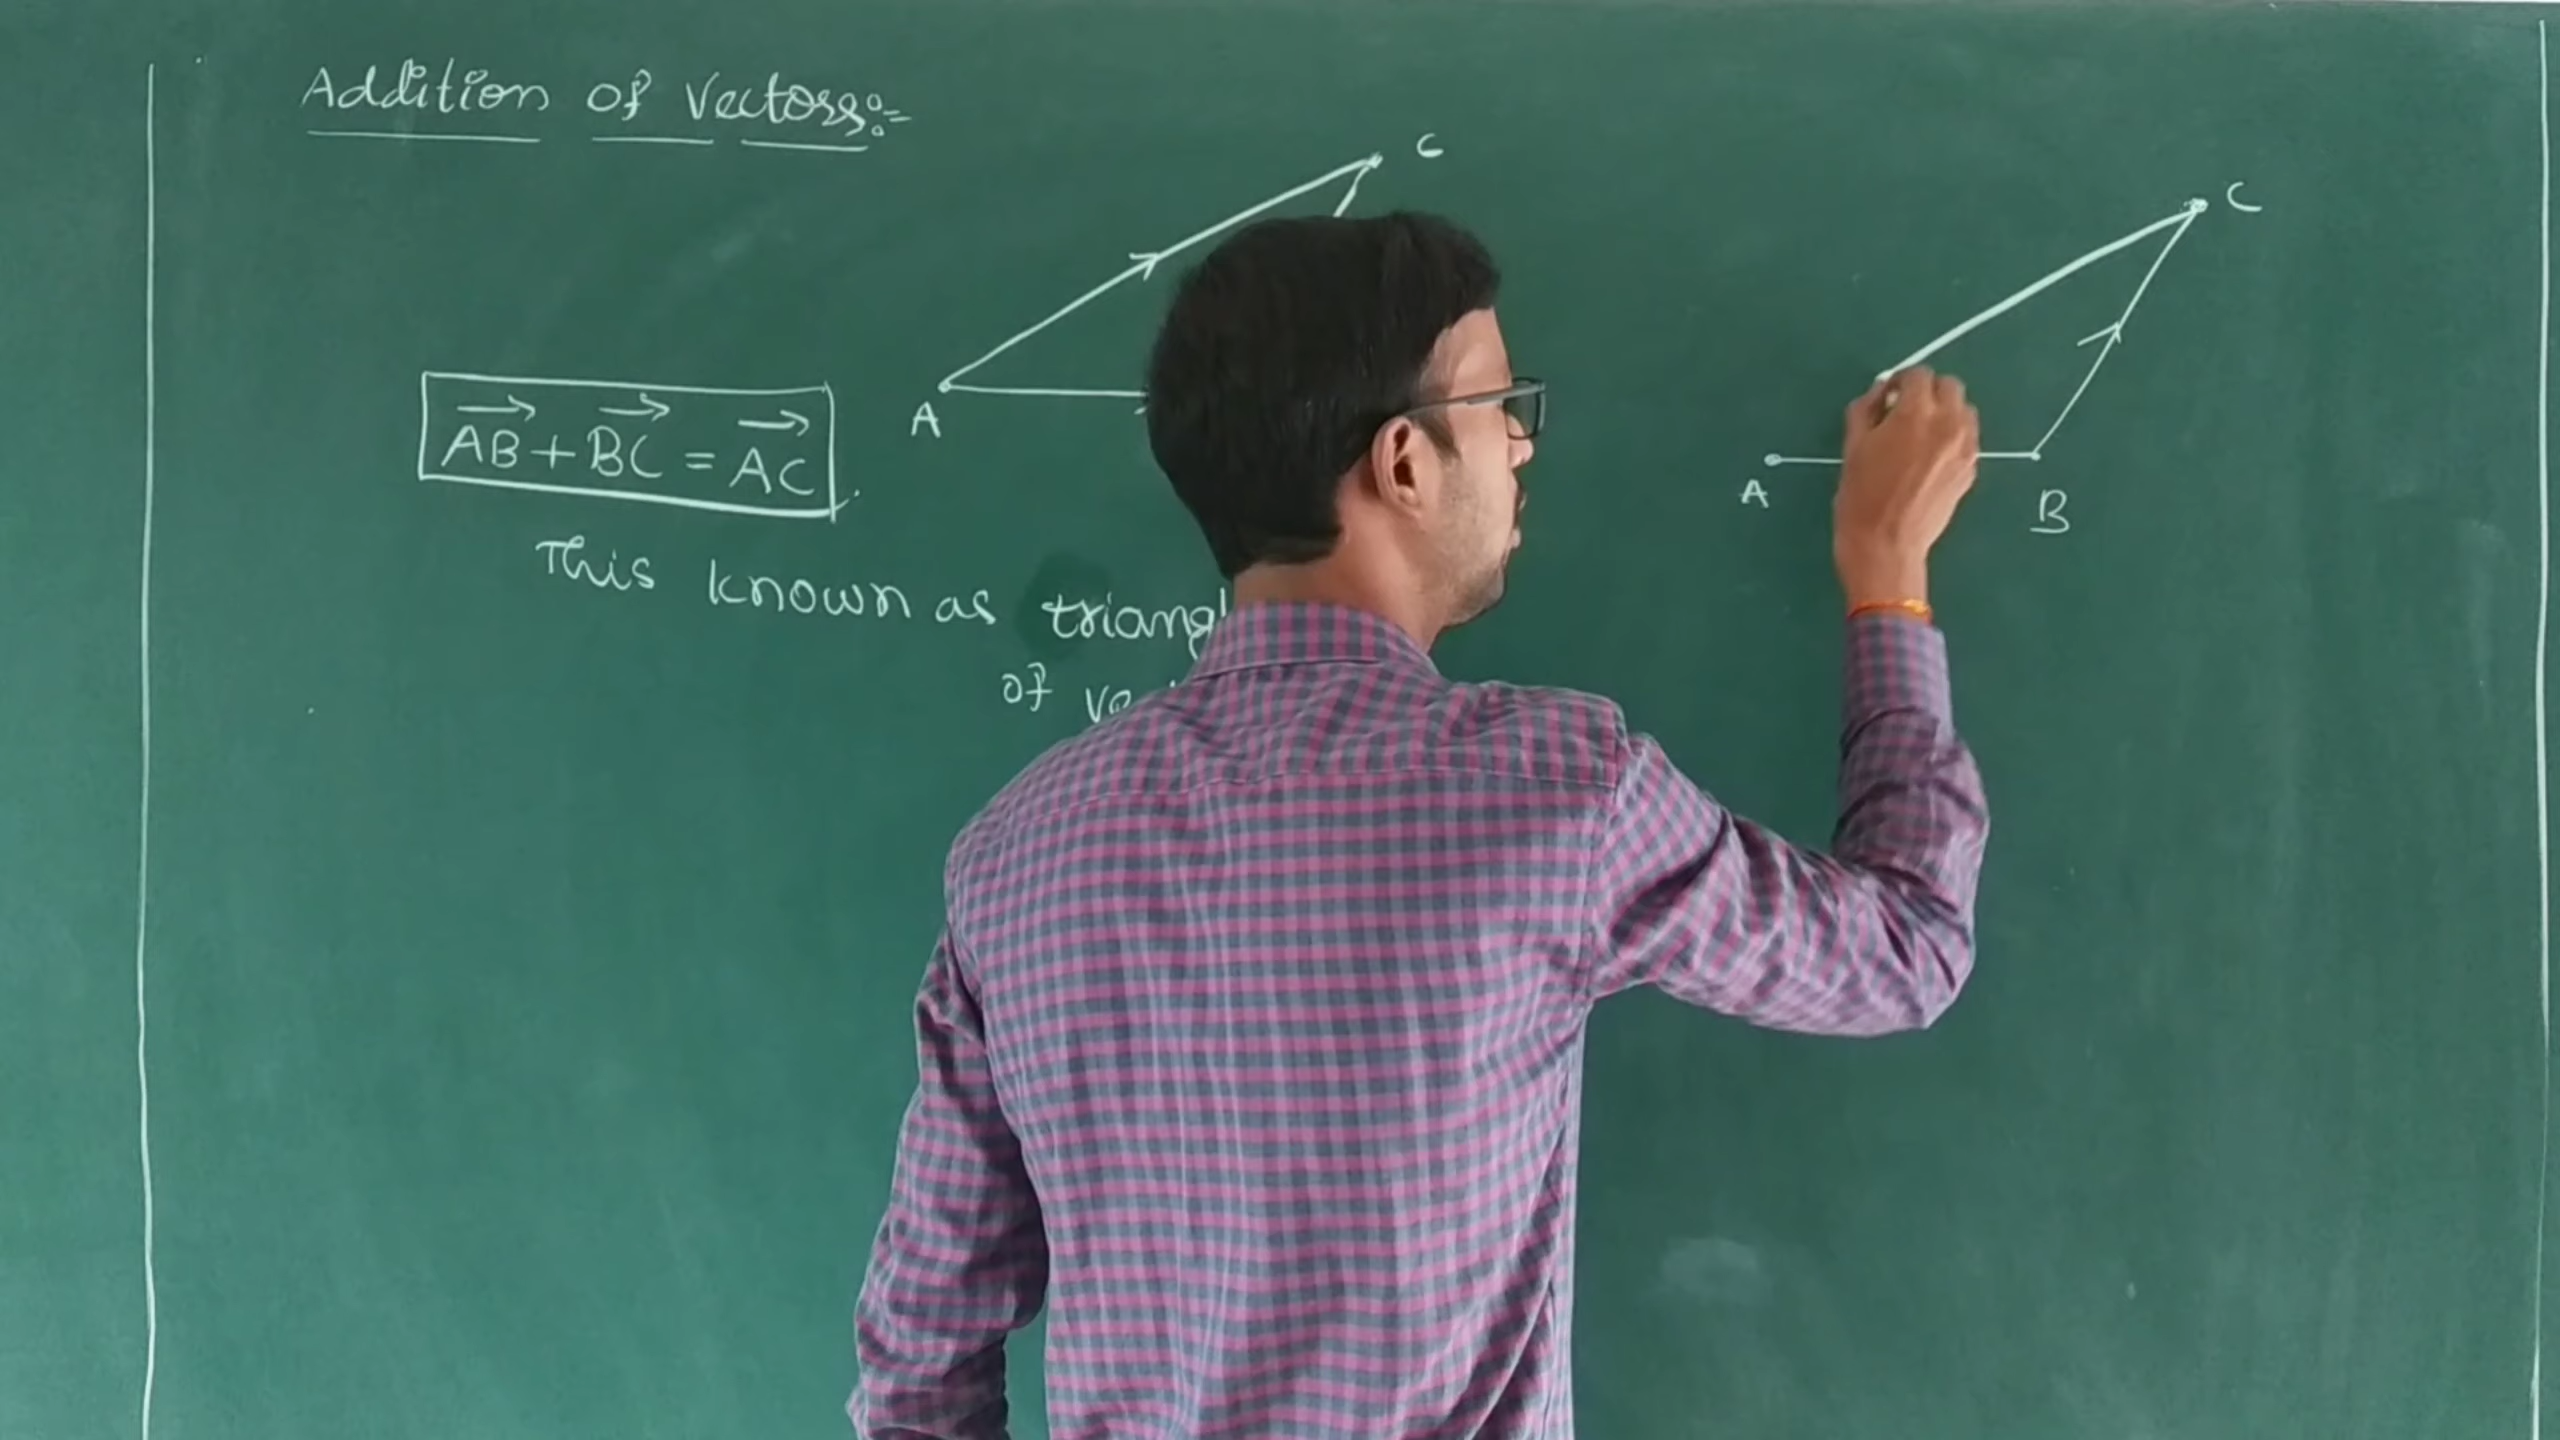 Addition of Vectors:-
C
A
C
A
B
AB + BC = AC
This known as triangl
of ve